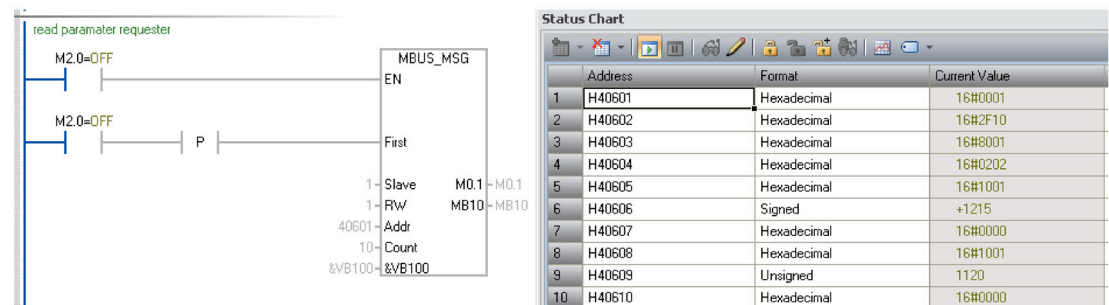 read paramater requester
M2.0=OFF
MBUS_MSG
EN
M2.0=OFF
P
First
1 Slave M0.1 M0.1
1 RW MB10 MB10
40601 Addr
10 Count
&VB100 &VB100
Status Chart
Address Format Current Value
1 H40601 Hexadecimal 16#0001
2 H40602 Hexadecimal 16#2F10
3 H40603 Hexadecimal 16#8001
4 H40604 Hexadecimal 16#0202
5 H40605 Hexadecimal 16#1001
6 H40606 Signed +1215
7 H40607 Hexadecimal 16#0000
8 H40608 Hexadecimal 16#1001
9 H40609 Unsigned 1120
10 H40610 Hexadecimal 16#0000